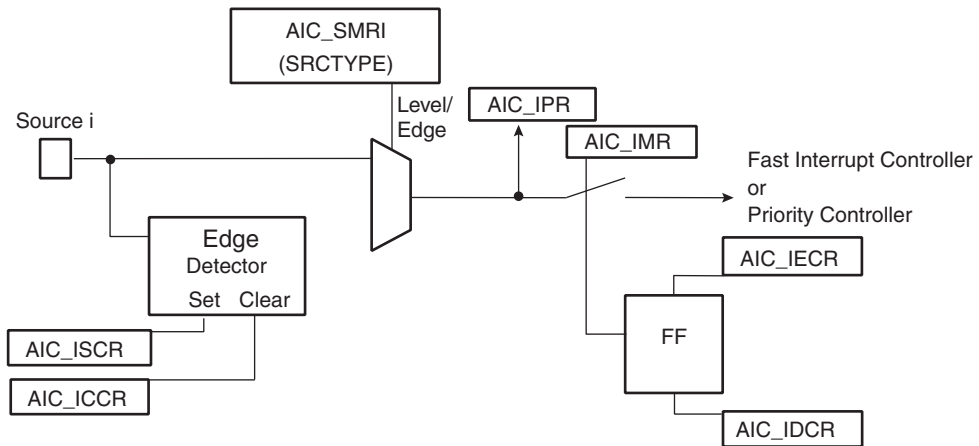 AIC_SMRI
(SRCTYPE)
Source i
Level/
Edge
AIC_IPR
AIC_IMR
Fast Interrupt Controller
or
Priority Controller
Edge
Detector
Set Clear
AIC_IECR
FF
AIC_ISCR
AIC_ICCR
AIC_IDCR